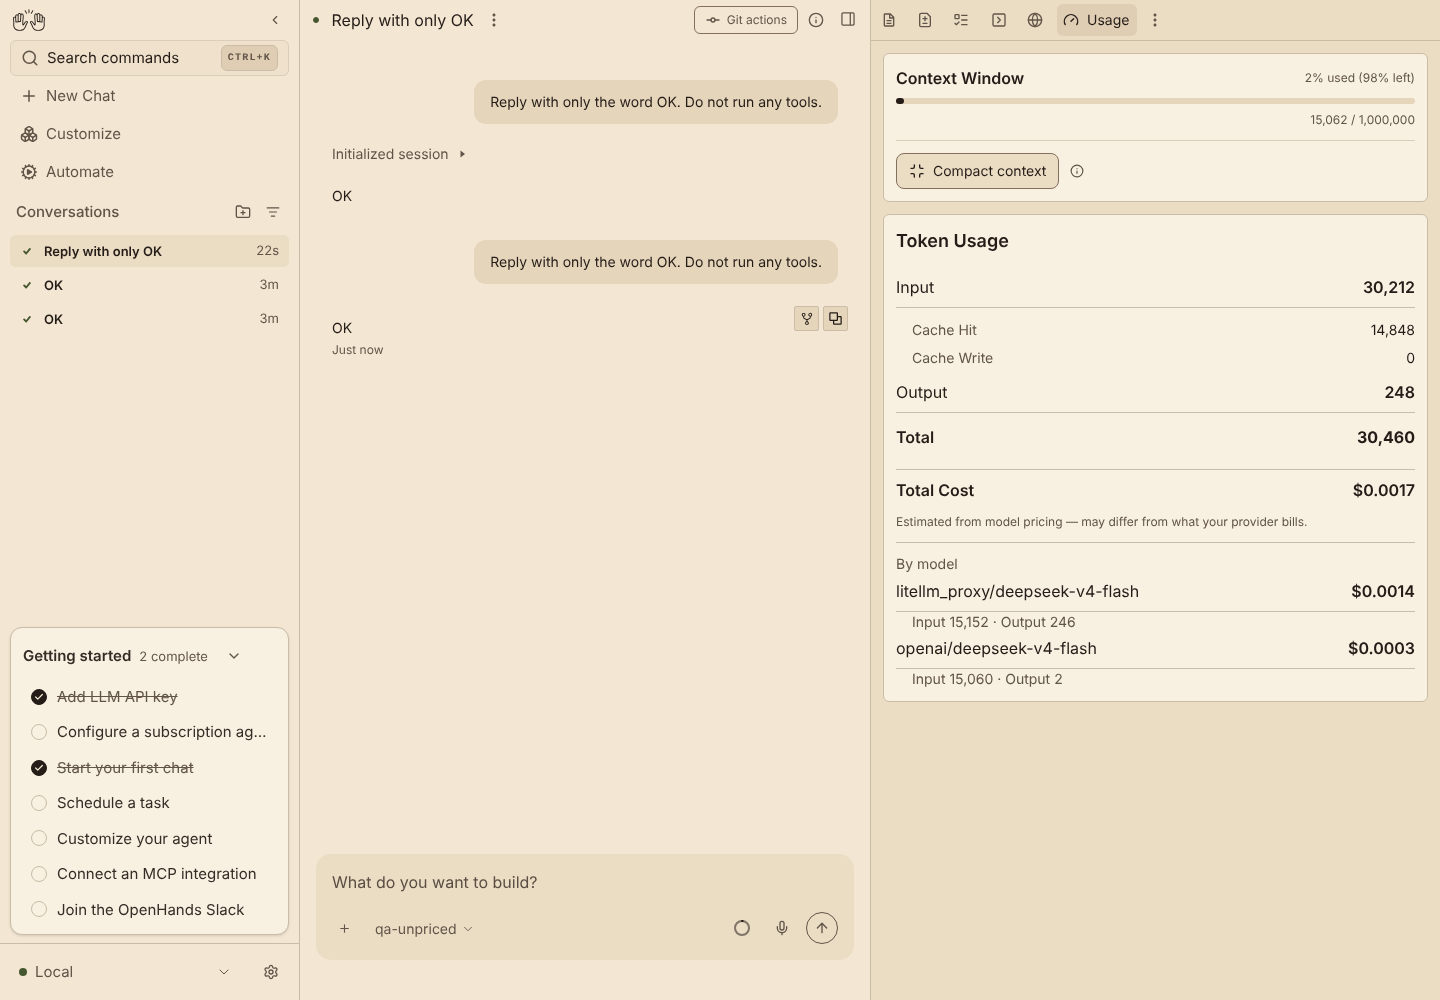 Search commands
CTRL+K
New Chat
Customize
Automate
Conversations
Reply with only OK
22s
OK
3m
OK
3m
Getting started
2 complete
Add LLM API key
Configure a subscription ag...
Start your first chat
Schedule a task
Customize your agent
Connect an MCP integration
Join the OpenHands Slack
Local
Reply with only OK
Git actions
Reply with only the word OK. Do not run any tools.
Initialized session
OK
Reply with only the word OK. Do not run any tools.
OK
Just now
What do you want to build?
qa-unpriced
Usage
Context Window
2% used (98% left)
15,062 / 1,000,000
Compact context
Token Usage
Input
30,212
Cache Hit
14,848
Cache Write
0
Output
248
Total
30,460
Total Cost
$0.0017
Estimated from model pricing — may differ from what your provider bills.
By model
litellm_proxy/deepseek-v4-flash
$0.0014
Input 15,152 · Output 246
openai/deepseek-v4-flash
$0.0003
Input 15,060 · Output 2